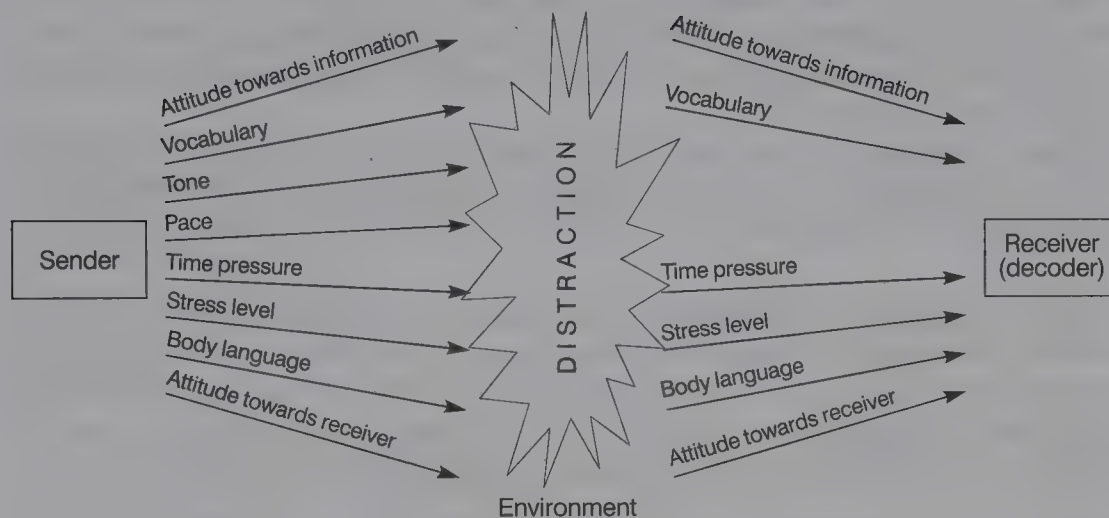 Attitude towards information
Vocabulary
Tone
Pace
Time pressure
Stress level
Body language
Attitude towards receiver
Sender
DISTRACTION
Environment
Attitude towards information
Vocabulary
Time pressure
Stress level
Body language
Attitude towards receiver
Receiver
(decoder)